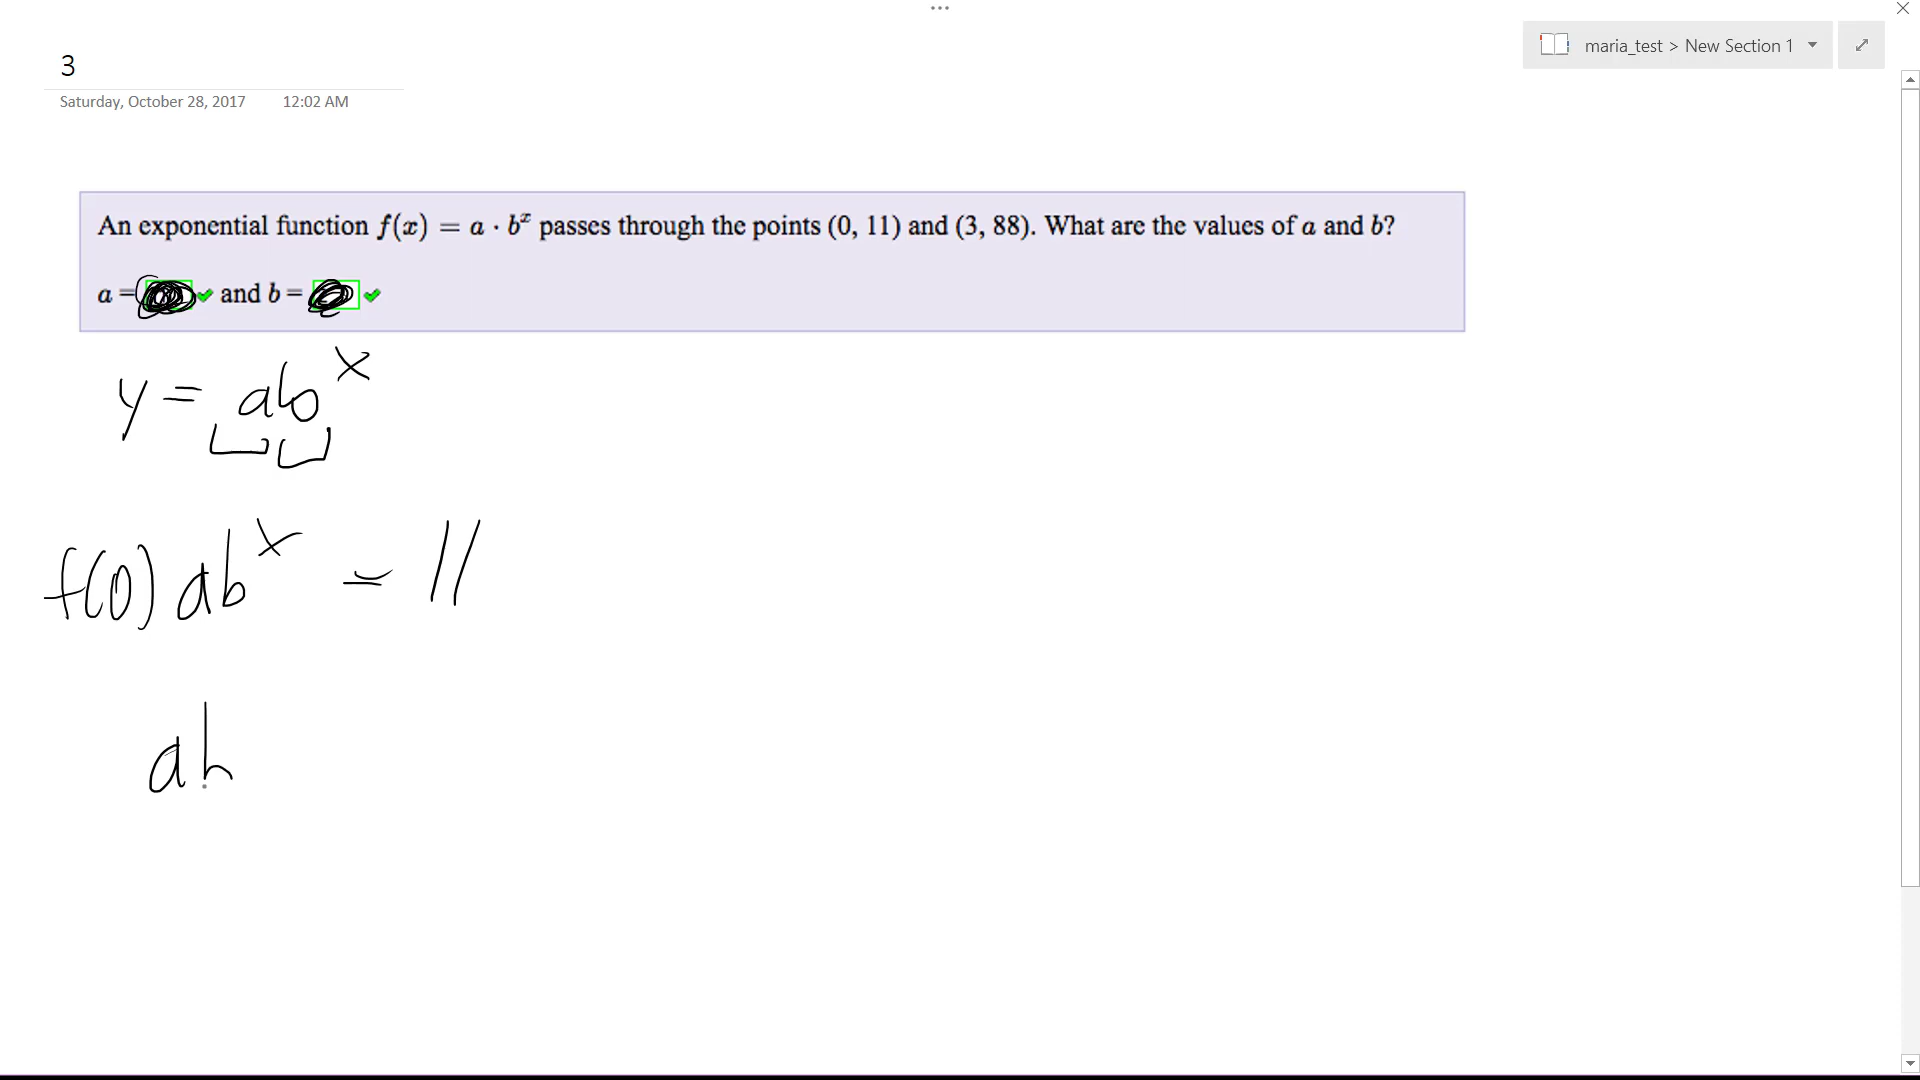 maria_test > New Section 1
3
Saturday, October 28, 2017 12:02 AM
An exponential function f(x) = a · b^x passes through the points (0, 11) and (3, 88). What are the values of a and b?
a = and b =
y = ab^x
f(0) ab^x = 11
ah